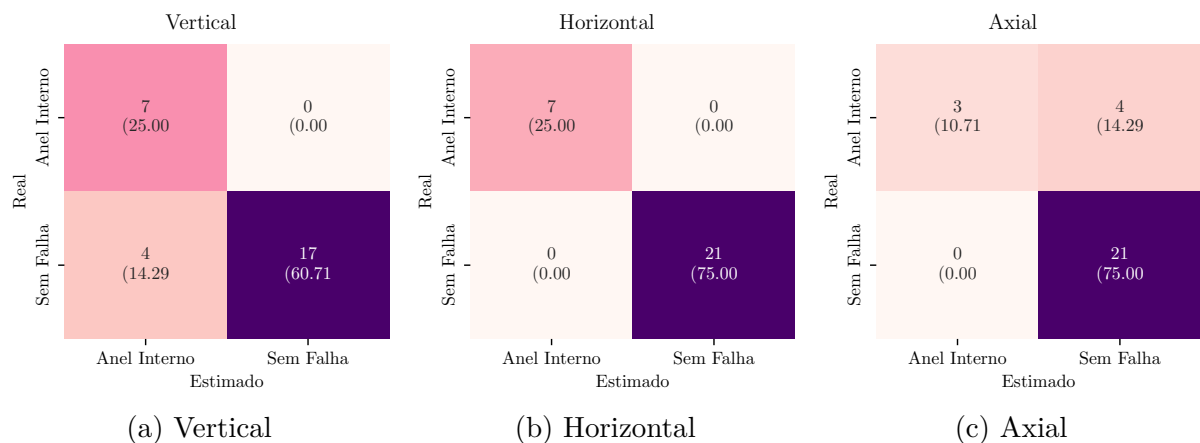 Vertical
Real
Anel Interno
Sem Falha
7
(25.00
0
(0.00
4
(14.29
17
(60.71
Anel Interno
Sem Falha
Estimado
(a) Vertical
Horizontal
Real
Anel Interno
Sem Falha
7
(25.00
0
(0.00
0
(0.00
21
(75.00
Anel Interno
Sem Falha
Estimado
(b) Horizontal
Axial
Real
Anel Interno
Sem Falha
3
(10.71
4
(14.29
0
(0.00
21
(75.00
Anel Interno
Sem Falha
Estimado
(c) Axial